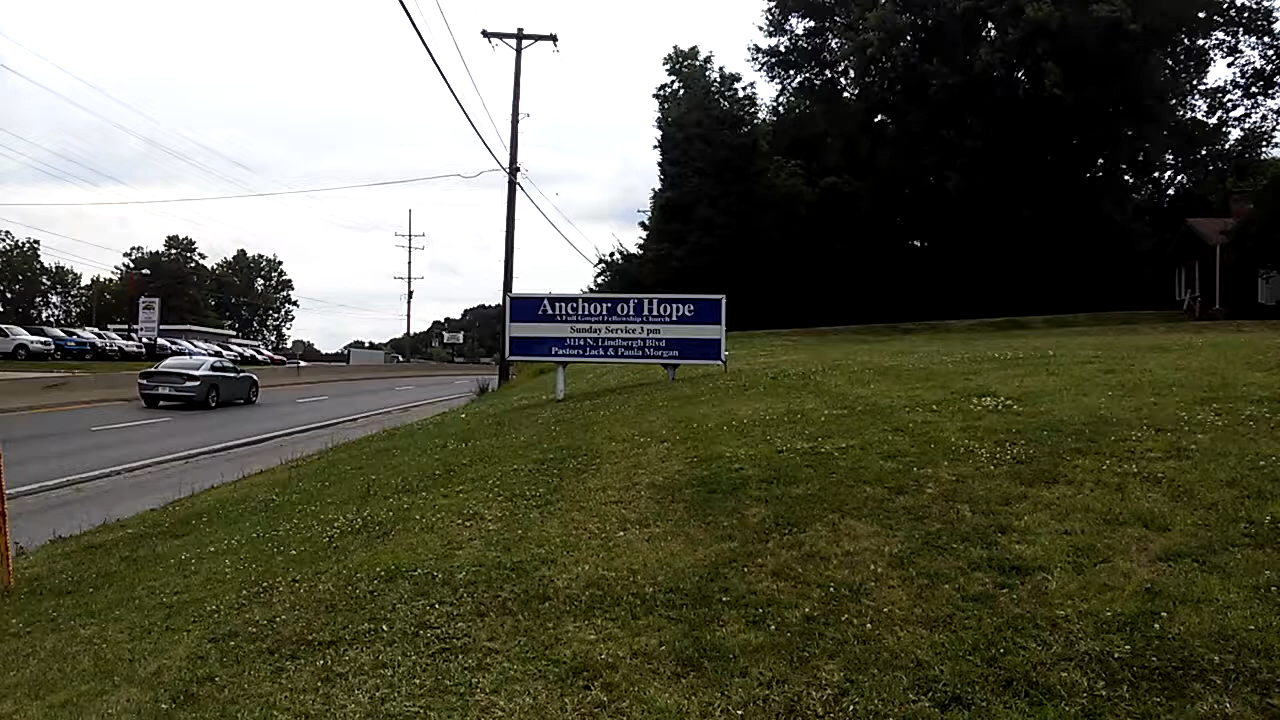 Anchor of Hope
A Full Gospel Fellowship Church
Sunday Service 3 pm
3114 N. Lindbergh Blvd
Pastors Jack & Paula Morgan